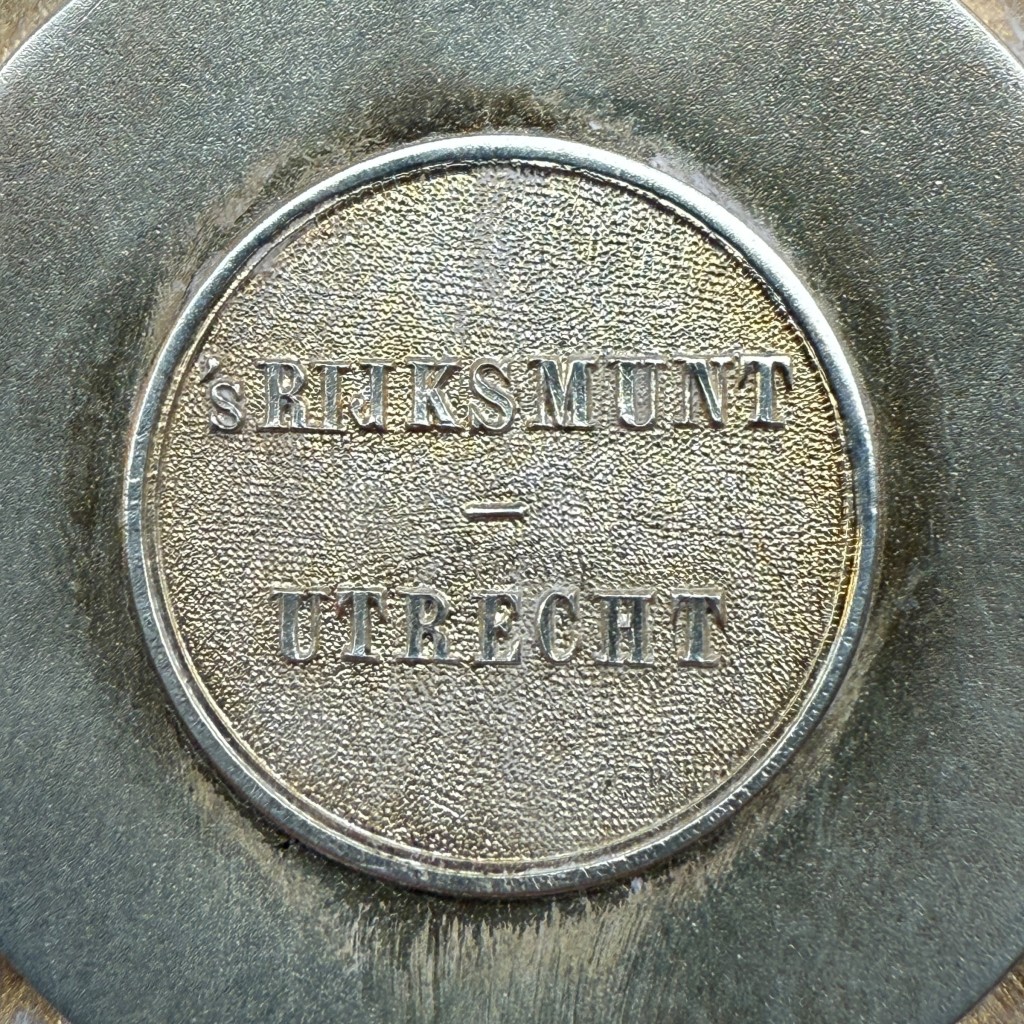 'sRIJKSMUNT
—
UTRECHT